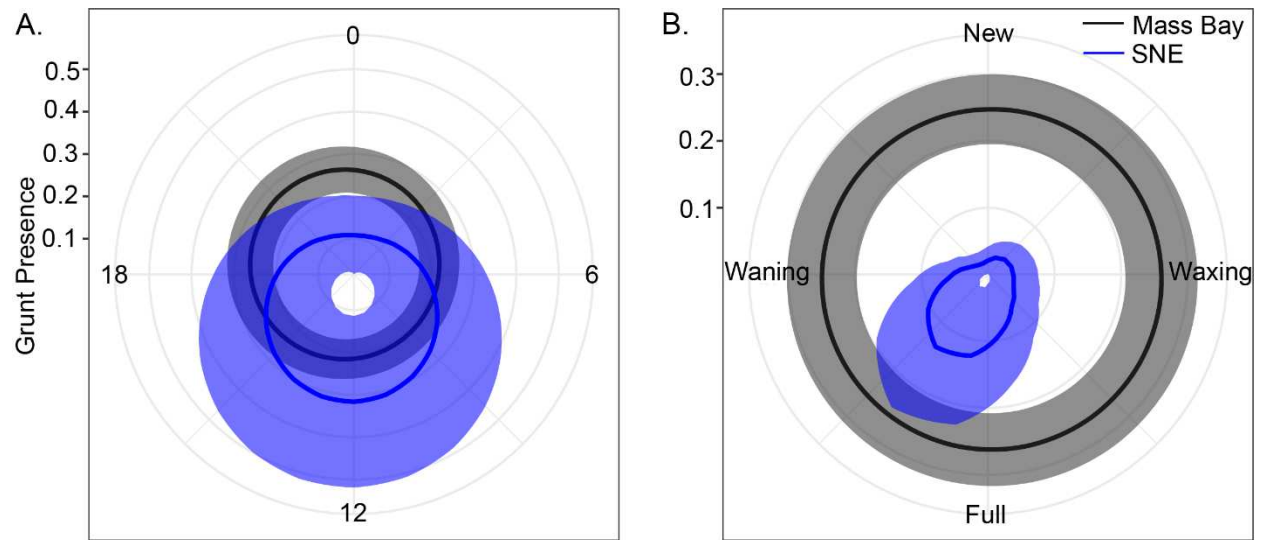 A.
0
0.5
0.4
0.3
0.2
0.1
Grunt Presence
18
6
12
B.
New
Mass Bay
SNE
0.3
0.2
0.1
Waning
Waxing
Full